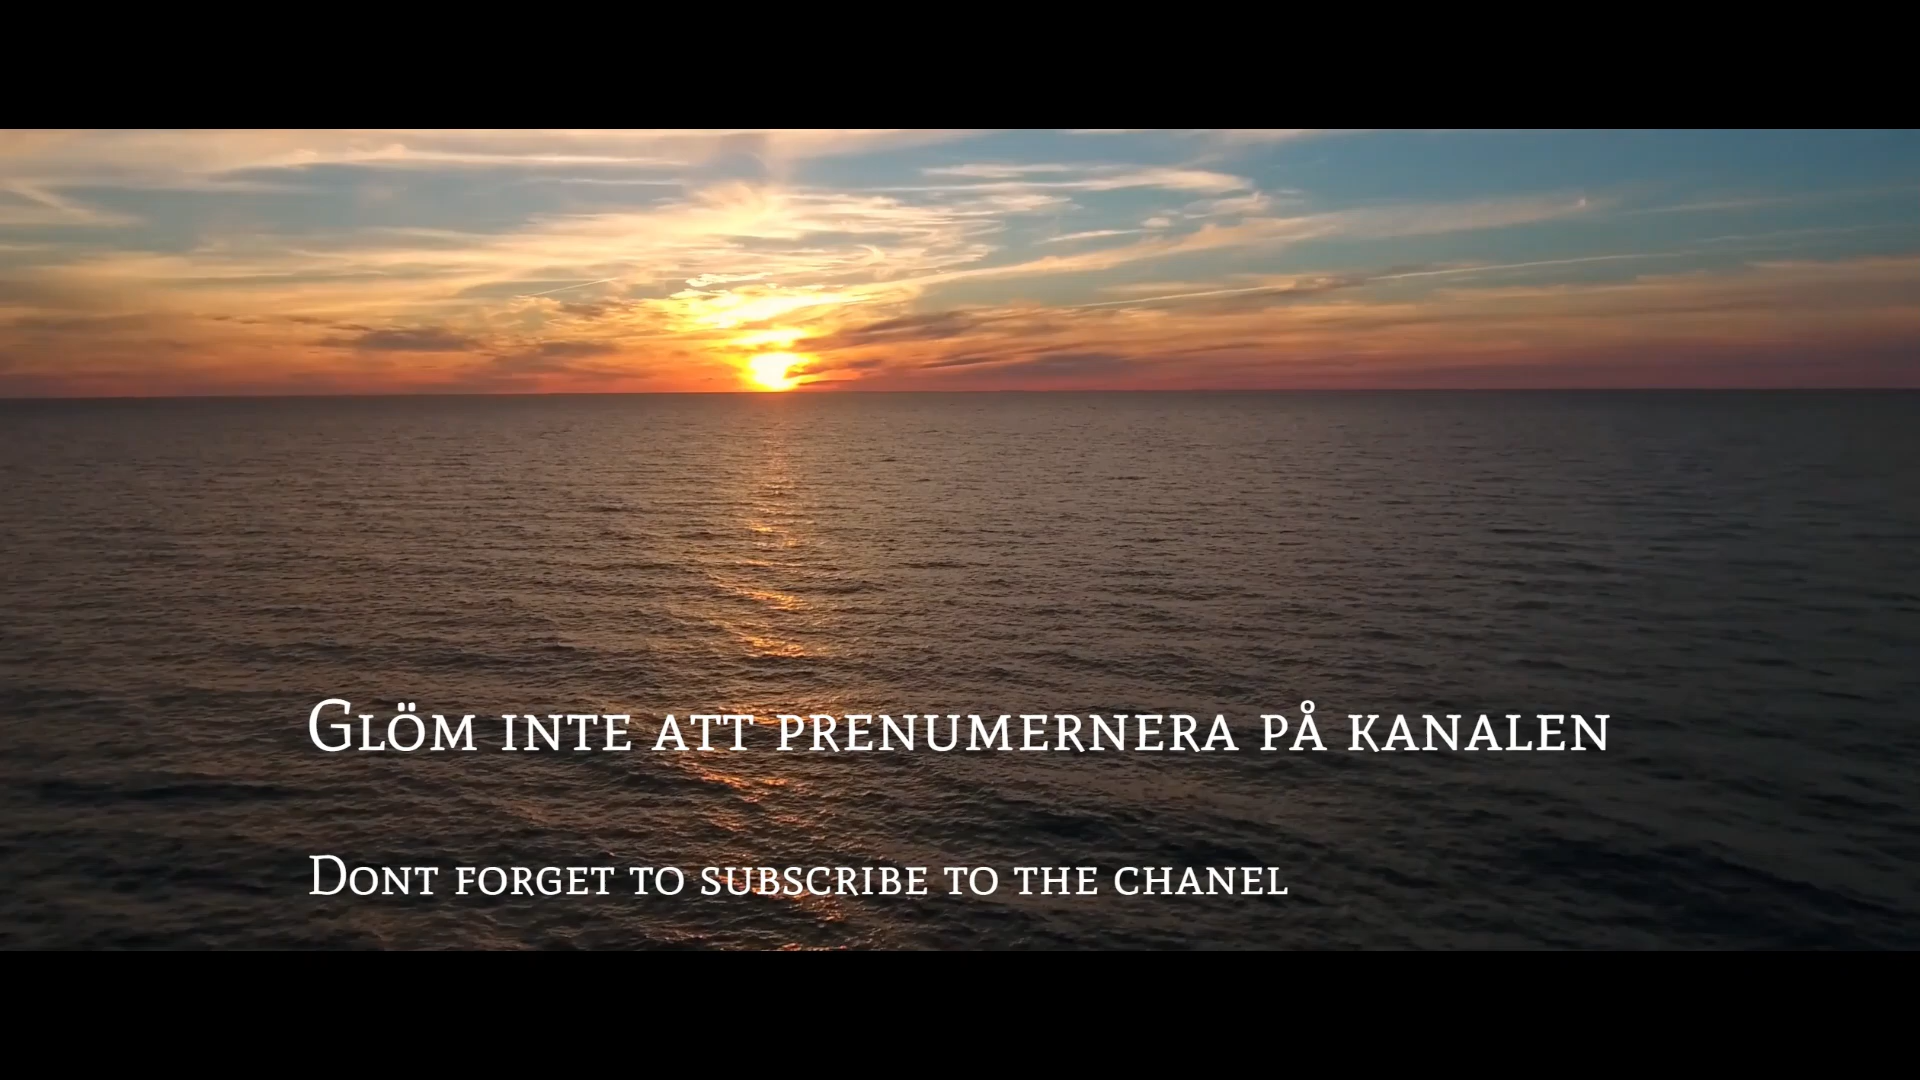 Glöm inte att prenumernera på kanalen
Dont forget to subscribe to the chanel